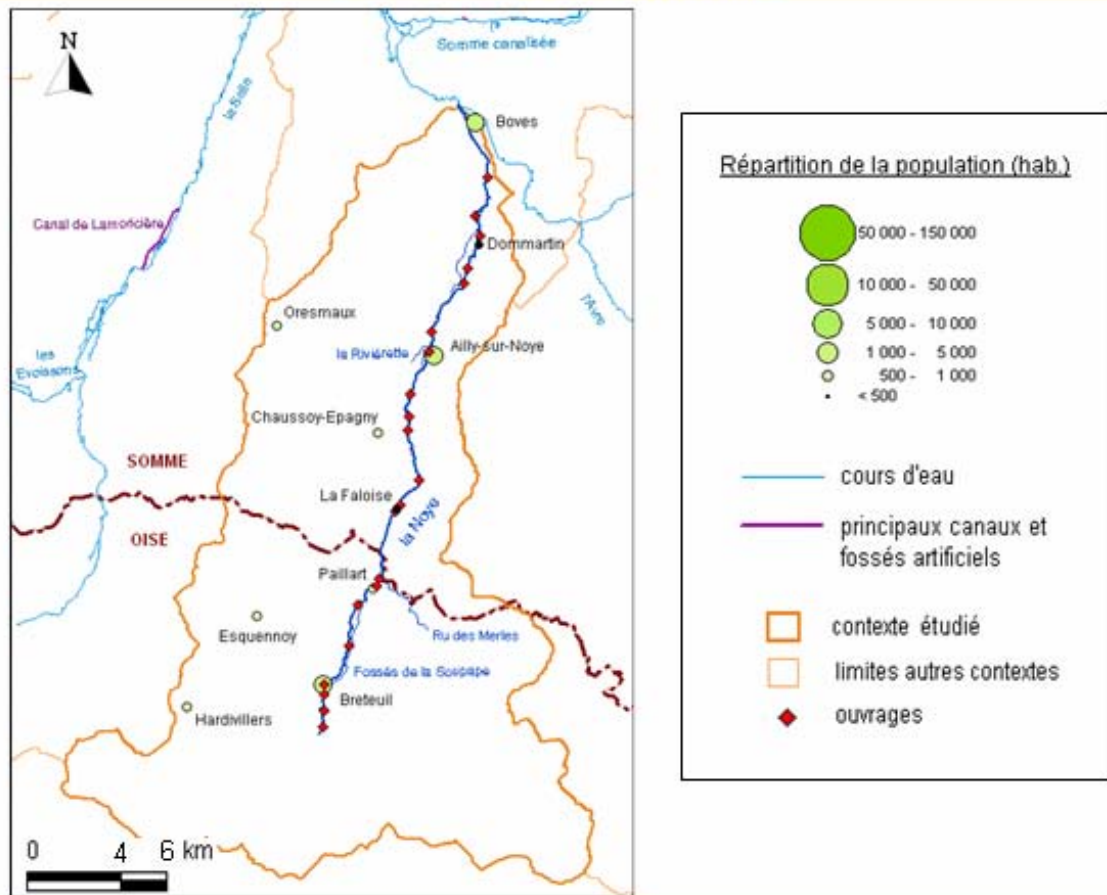 N
Somme canalisée
la Selle
Boves
Canal de Lamoricière
Dommartin
l'Avre
Oresmaux
la Rivièrette
Ailly-sur-Noye
les Evoissons
Chaussoy-Epagny
SOMME
La Faloise
la Noye
OISE
Paillart
Esquennoy
Ru des Merles
Breteuil
Hardivillers
0 4 6 km
Répartition de la population (hab.)
50 000 - 150 000
10 000 - 50 000
5 000 - 10 000
1 000 - 5 000
500 - 1 000
< 500
cours d'eau
principaux canaux et
fossés artificiels
contexte étudié
limites autres contextes
ouvrages
Fossés de la